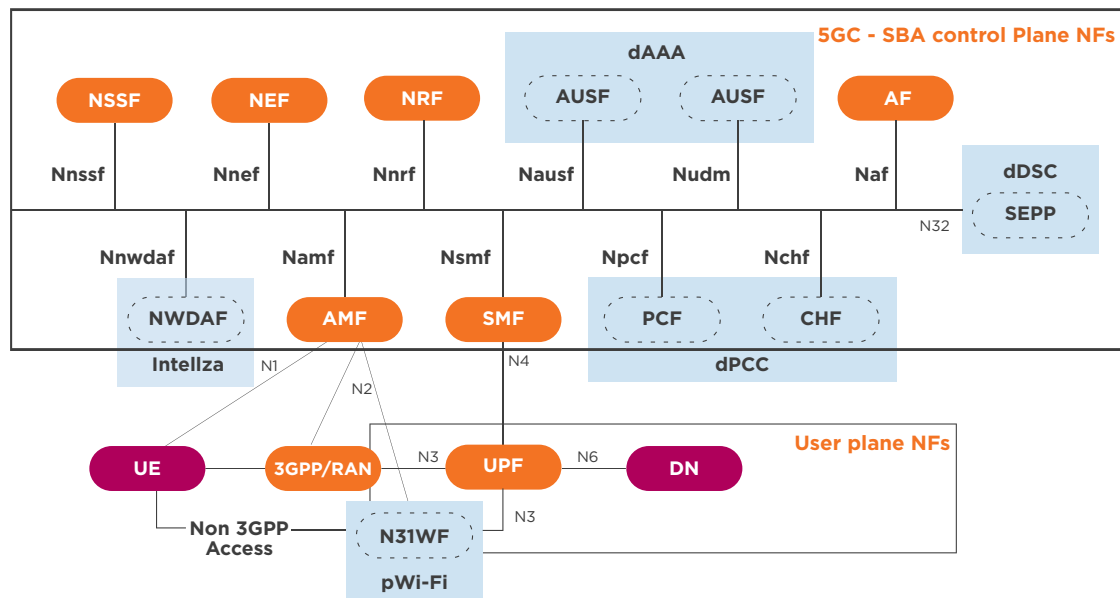 5GC - SBA control Plane NFs
dAAA
NSSF
NEF
NRF
AUSF
AUSF
AF
Nnssf
Nnef
Nnrf
Nausf
Nudm
Naf
dDSC
SEPP
N32
Nnwdaf
Namf
Nsmf
Npcf
Nchf
NWDAF
AMF
SMF
PCF
CHF
Intellza
dPCC
N1
N2
N4
User plane NFs
UE
3GPP/RAN
N3
UPF
N6
DN
N3
Non 3GPP
Access
N31WF
pWi-Fi